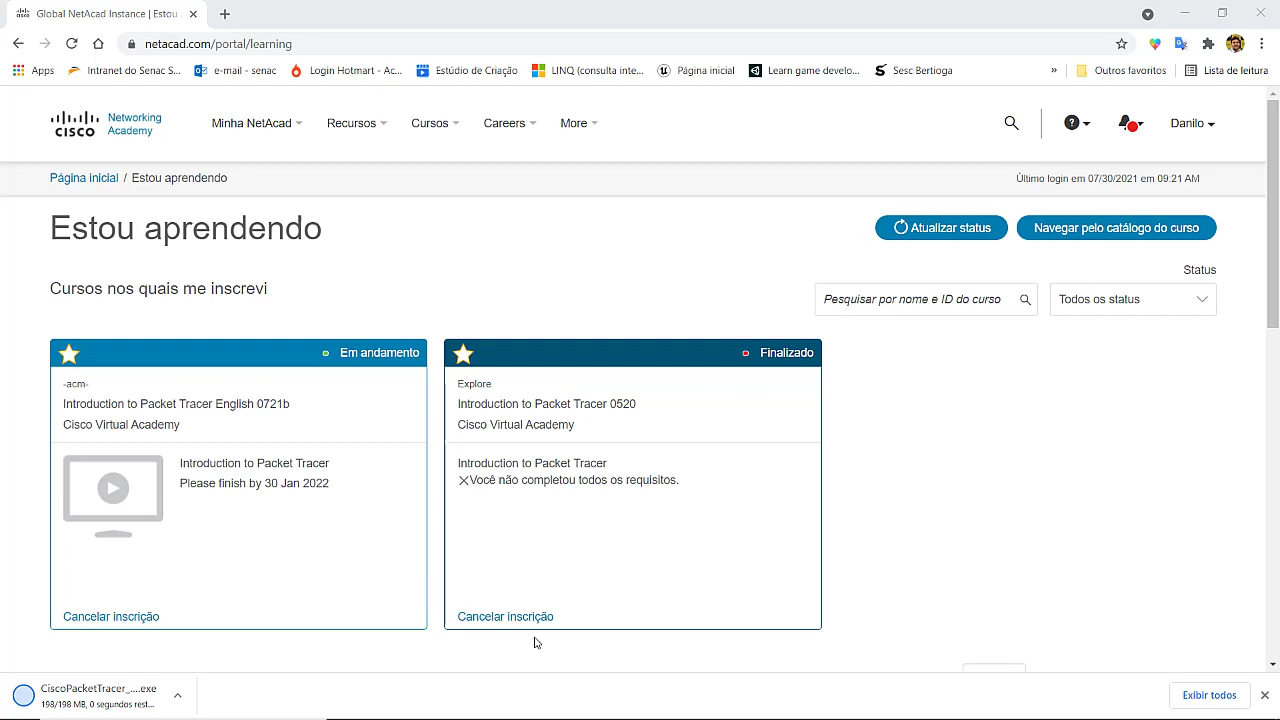 Global NetAcad Instance | Estou
netacad.com/portal/learning
Apps
Intranet do Senac S...
e-mail - senac
Login Hotmart - Ac...
Estúdio de Criação
LINQ (consulta inte...
Página inicial
Learn game develo...
Sesc Bertioga
»
Outros favoritos
Lista de leitura
CISCO
Networking
Academy
Minha NetAcad
Recursos
Cursos
Careers
More
Danilo
Página inicial / Estou aprendendo
Último login em 07/30/2021 em 09:21 AM
Estou aprendendo
Atualizar status
Navegar pelo catálogo do curso
Status
Cursos nos quais me inscrevi
Pesquisar por nome e ID do curso
Todos os status
Em andamento
-acm-
Introduction to Packet Tracer English 0721b
Cisco Virtual Academy
Introduction to Packet Tracer
Please finish by 30 Jan 2022
Cancelar inscrição
Finalizado
Explore
Introduction to Packet Tracer 0520
Cisco Virtual Academy
Introduction to Packet Tracer
Você não completou todos os requisitos.
Cancelar inscrição
CiscoPacketTracer_....exe
198/198 MB, 0 segundos rest...
Exibir todos